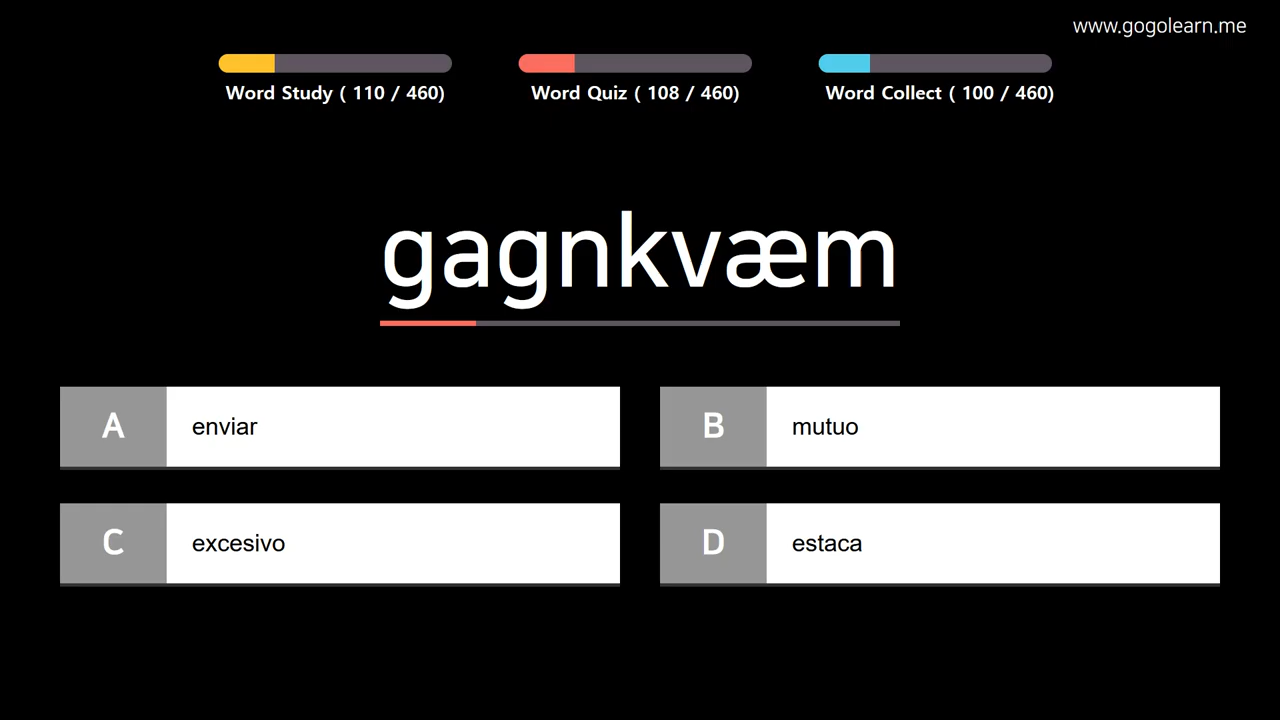 www.gogolearn.me
Word Study ( 110 / 460)
Word Quiz ( 108 / 460)
Word Collect ( 100 / 460)
gagnkvæm
A enviar
B mutuo
C excesivo
D estaca